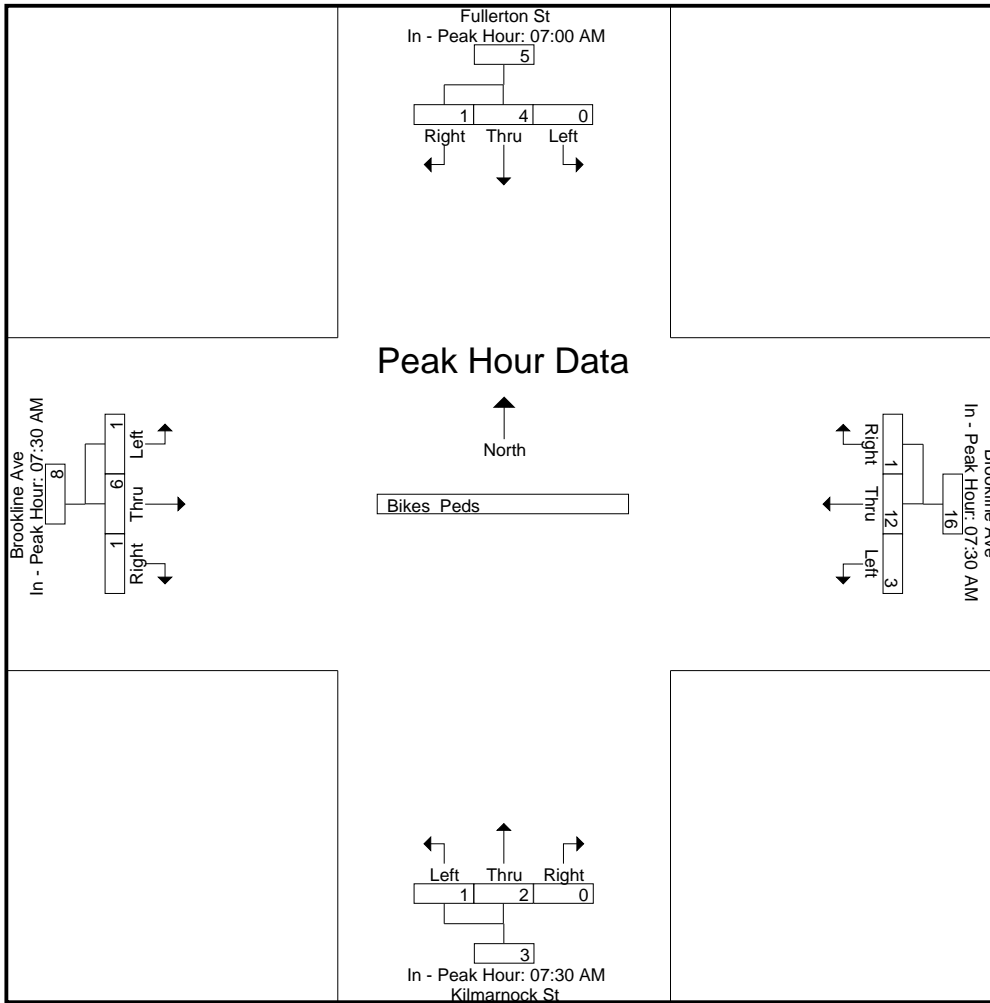 Fullerton St
In - Peak Hour: 07:00 AM
5
1 4 0
Right Thru Left
Peak Hour Data
North
Bikes Peds
Brookline Ave
In - Peak Hour: 07:30 AM
8
1 6 1
Left Thru Right
Brookline Ave
In - Peak Hour: 07:30 AM
16
1 12 3
Right Thru Left
Left Thru Right
1 2 0
3
In - Peak Hour: 07:30 AM
Kilmarnock St